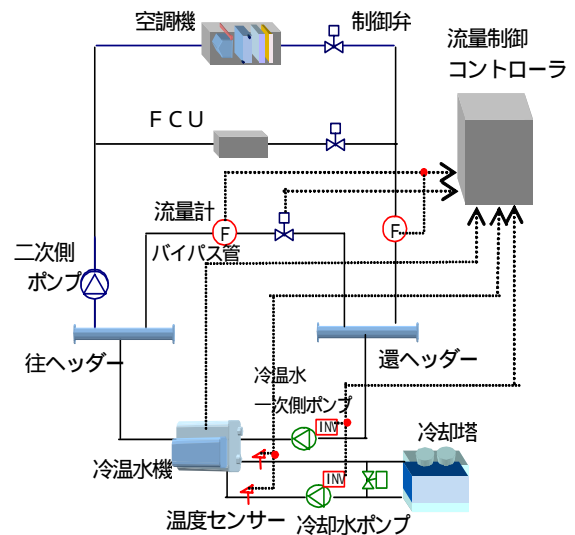 空調機
制御弁
流量制御
コントローラ
ＦＣＵ
流量計
F
バイパス管
F
二次側
ポンプ
往ヘッダー
還ヘッダー
冷温水
一次側ポンプ
INV
冷却塔
冷温水機
INV
温度センサー
冷却水ポンプ